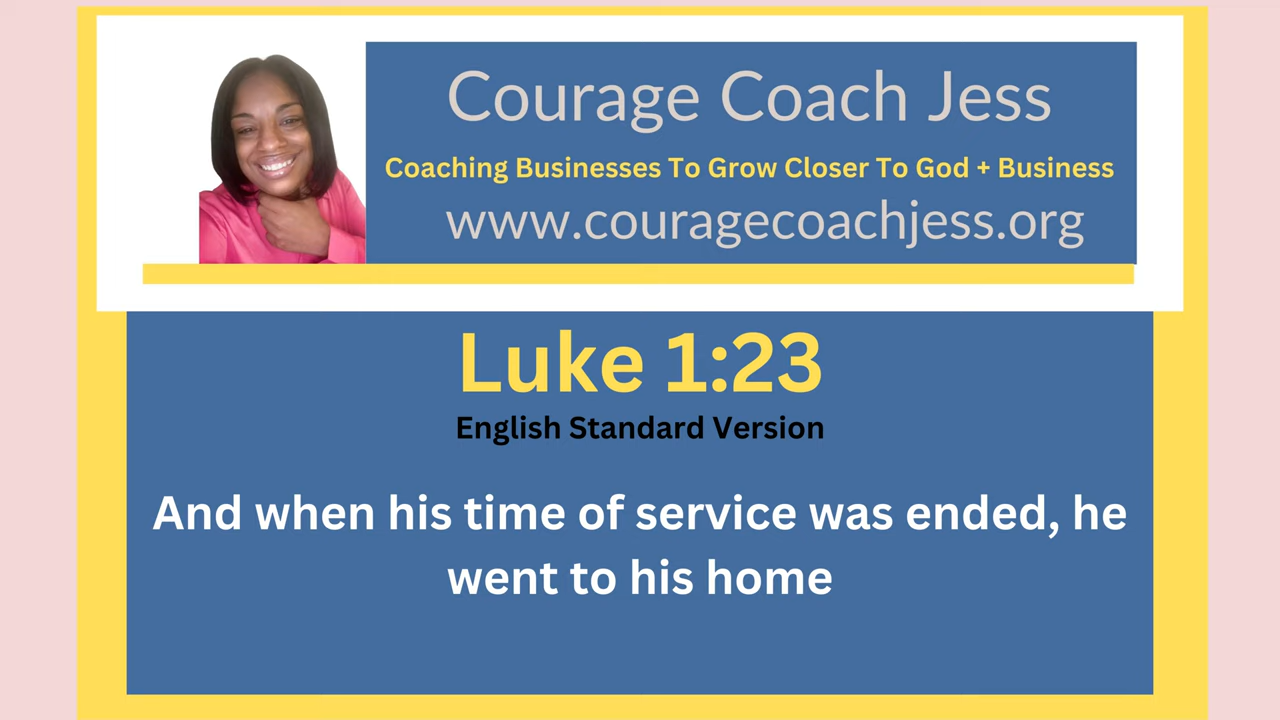 Courage Coach Jess
Coaching Businesses To Grow Closer To God + Business
www.couragecoachjess.org
Luke 1:23
English Standard Version
And when his time of service was ended, he
went to his home